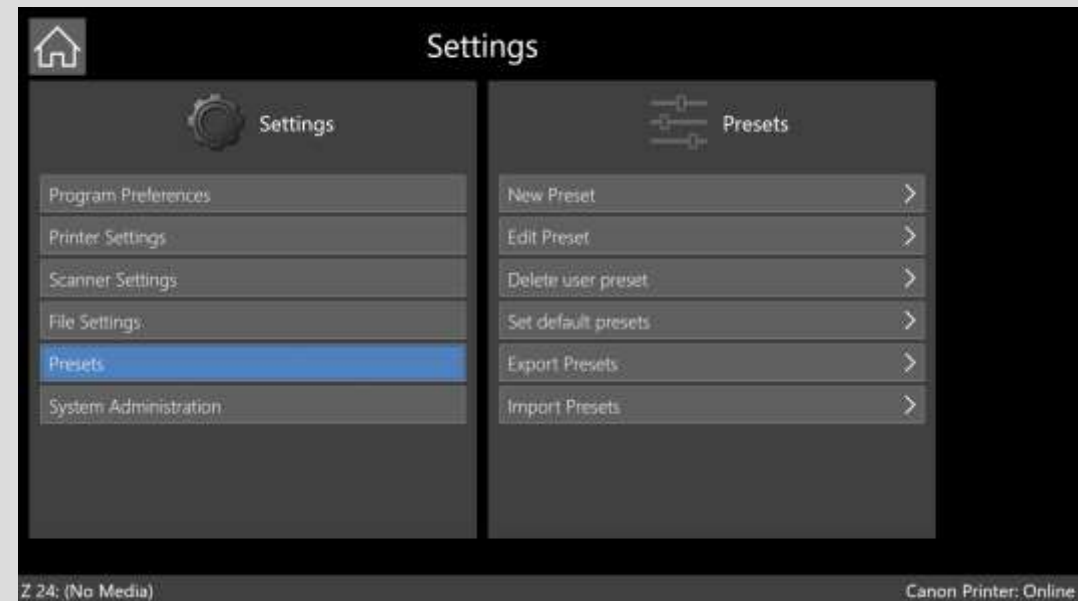 Settings
Settings
Program Preferences
Printer Settings
Scanner Settings
File Settings
Presets
System Administration
Presets
New Preset
Edit Preset
Delete user preset
Set default presets
Export Presets
Import Presets
Z 24: (No Media)
Canon Printer: Online